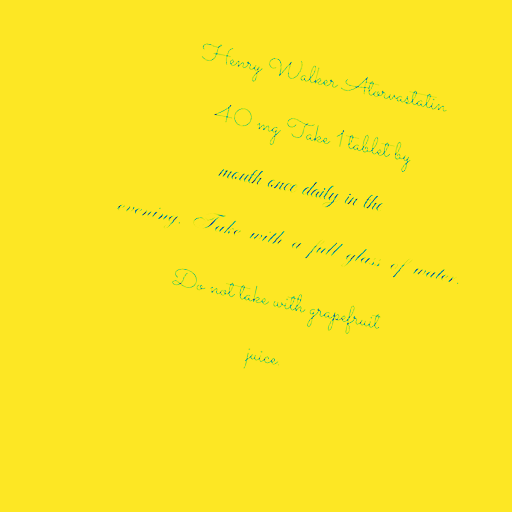 Henry Walker Atorvastatin
40 mg Take 1 tablet by
mouth once daily in the
evening. Take with a full glass of water.
Do not take with grapefruit
juice